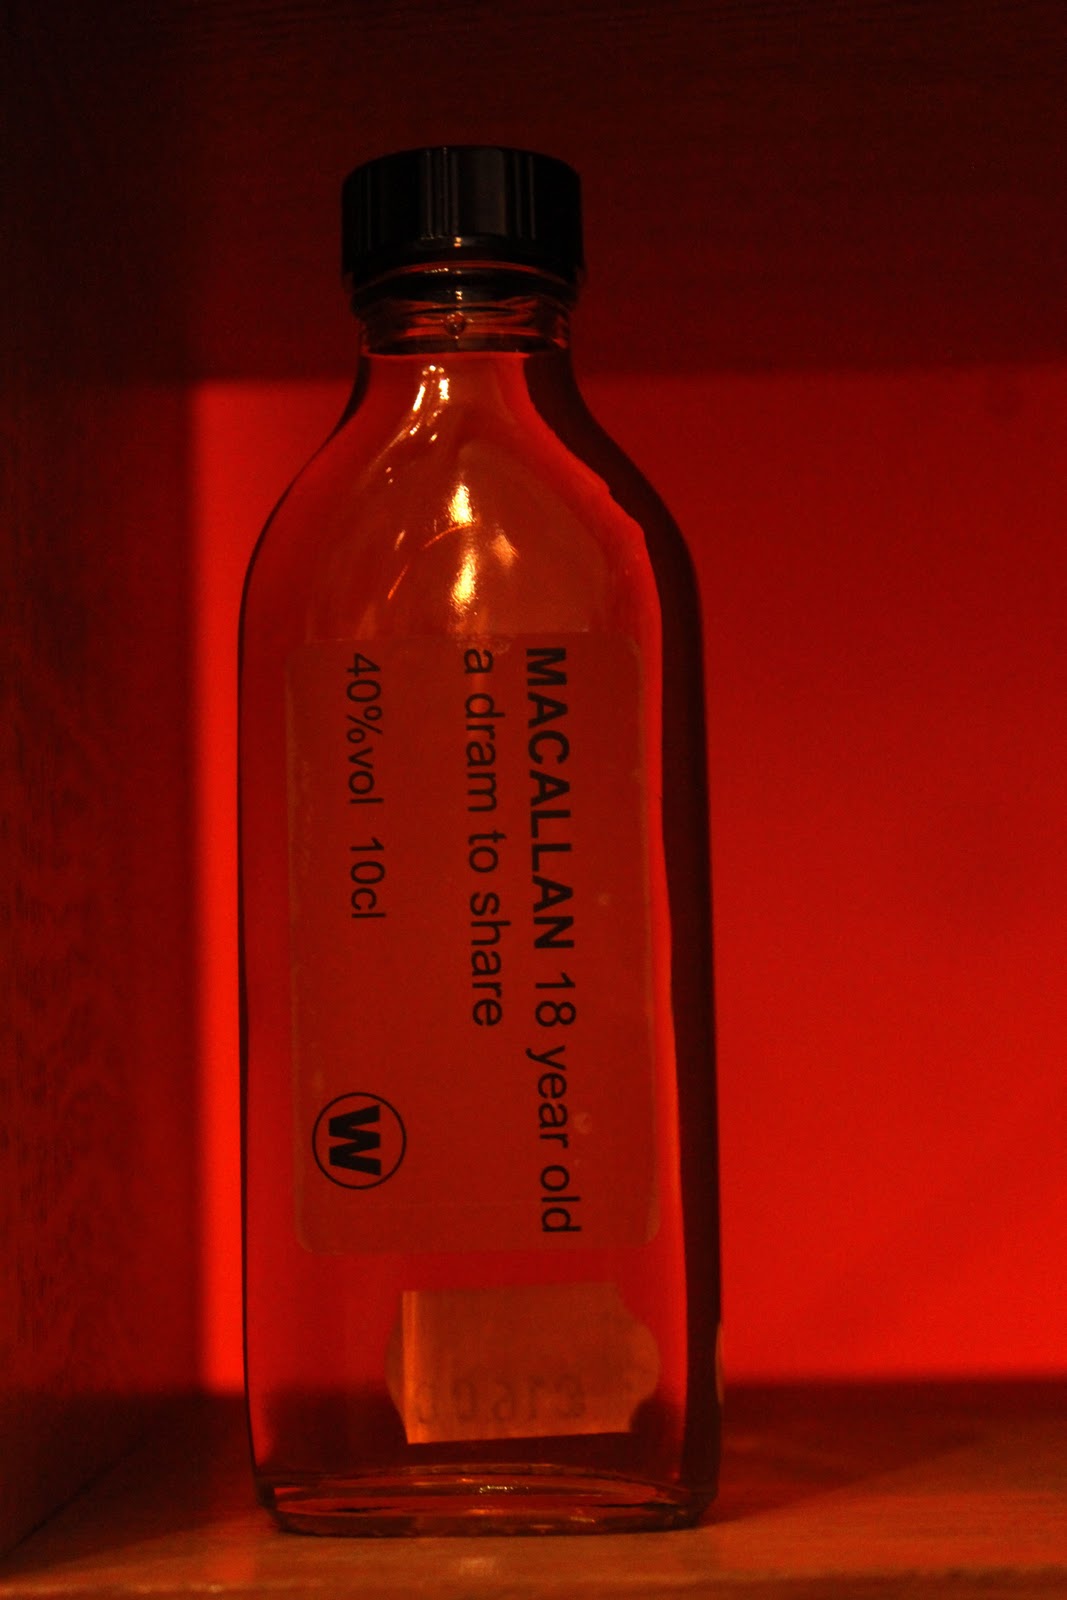 MACALLAN 18 year old
a dram to share
40%vol 10cl
W